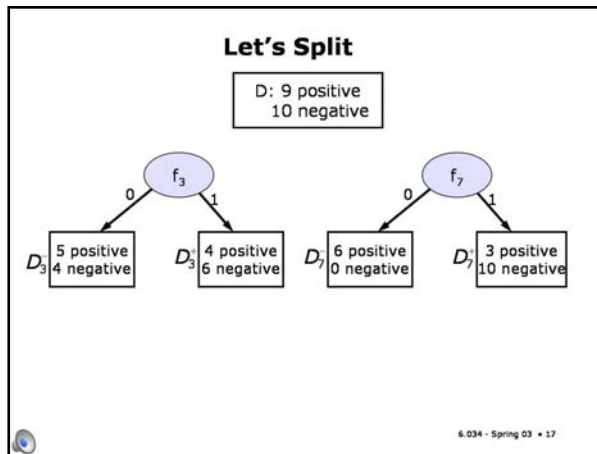 Let's Split
D: 9 positive
10 negative
f3
f7
0
1
0
1
D3-
5 positive
4 negative
D3+
4 positive
6 negative
D7-
6 positive
0 negative
D7+
3 positive
10 negative
6.034 - Spring 03 • 17